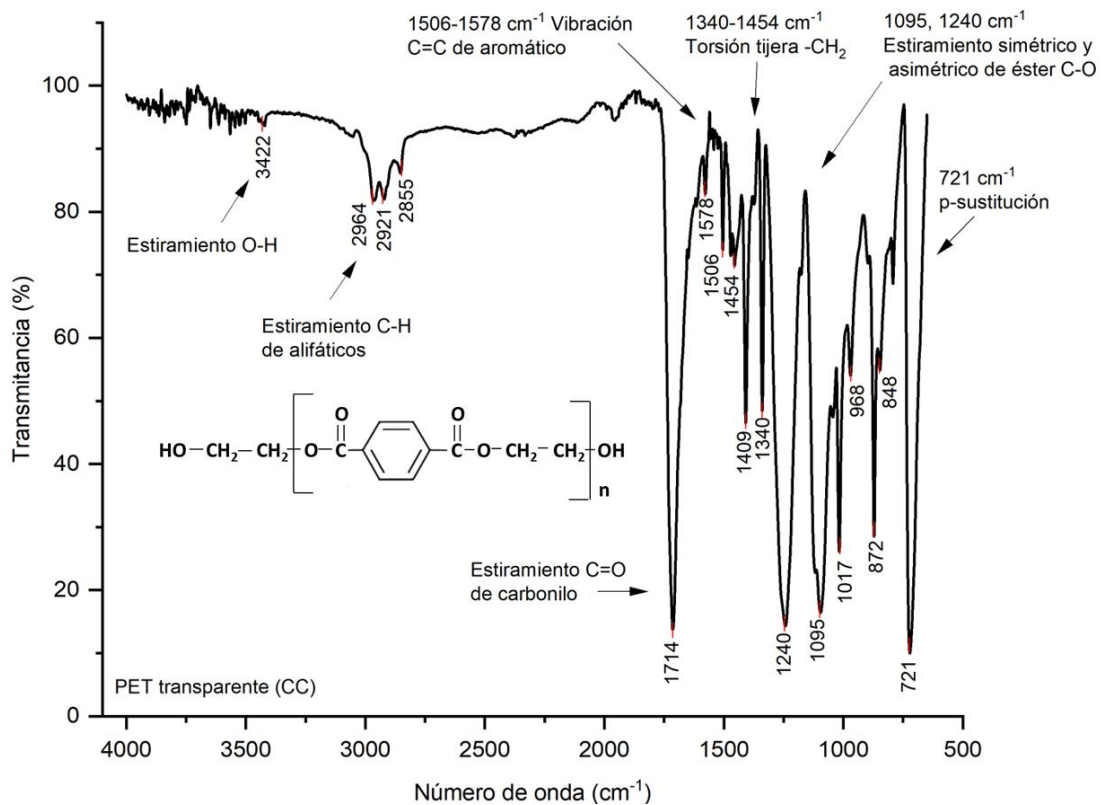 1506-1578 cm⁻¹ Vibración
C=C de aromático
1340-1454 cm⁻¹
Torsión tijera -CH₂
1095, 1240 cm⁻¹
Estiramiento simétrico y
asimétrico de éster C-O
721 cm⁻¹
p-sustitución
Transmitancia (%)
100
80
60
40
20
0
3422
2964
2921
2855
1578
1506
1454
1409
1340
968
848
1017
872
1714
1240
1095
721
Estiramiento O-H
Estiramiento C-H
de alifáticos
O
O
HO-CH₂-CH₂-O-C
C-O-CH₂-CH₂-OH
n
Estiramiento C=O
de carbonilo
PET transparente (CC)
4000
3500
3000
2500
2000
1500
1000
500
Número de onda (cm⁻¹)